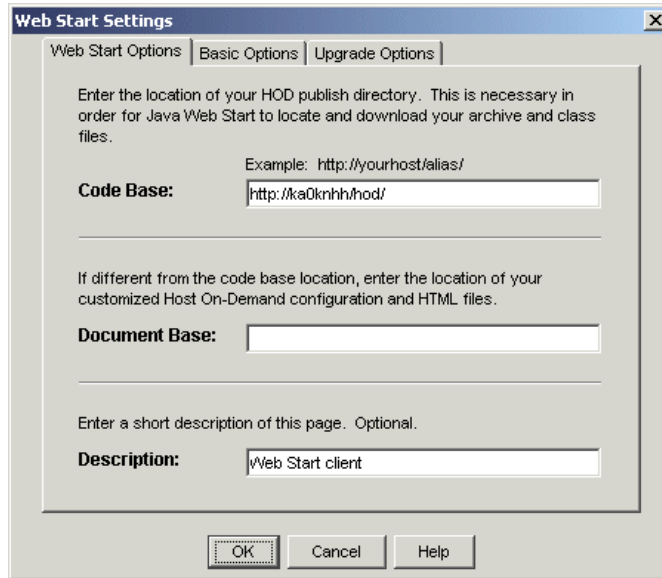 Web Start Settings
Web Start Options Basic Options Upgrade Options
Enter the location of your HOD publish directory. This is necessary in
order for Java Web Start to locate and download your archive and class
files.
Example: http://yourhost/alias/
Code Base: http://ka0knhh/hod/
If different from the code base location, enter the location of your
customized Host On-Demand configuration and HTML files.
Document Base:
Enter a short description of this page. Optional.
Description: Web Start client
OK Cancel Help